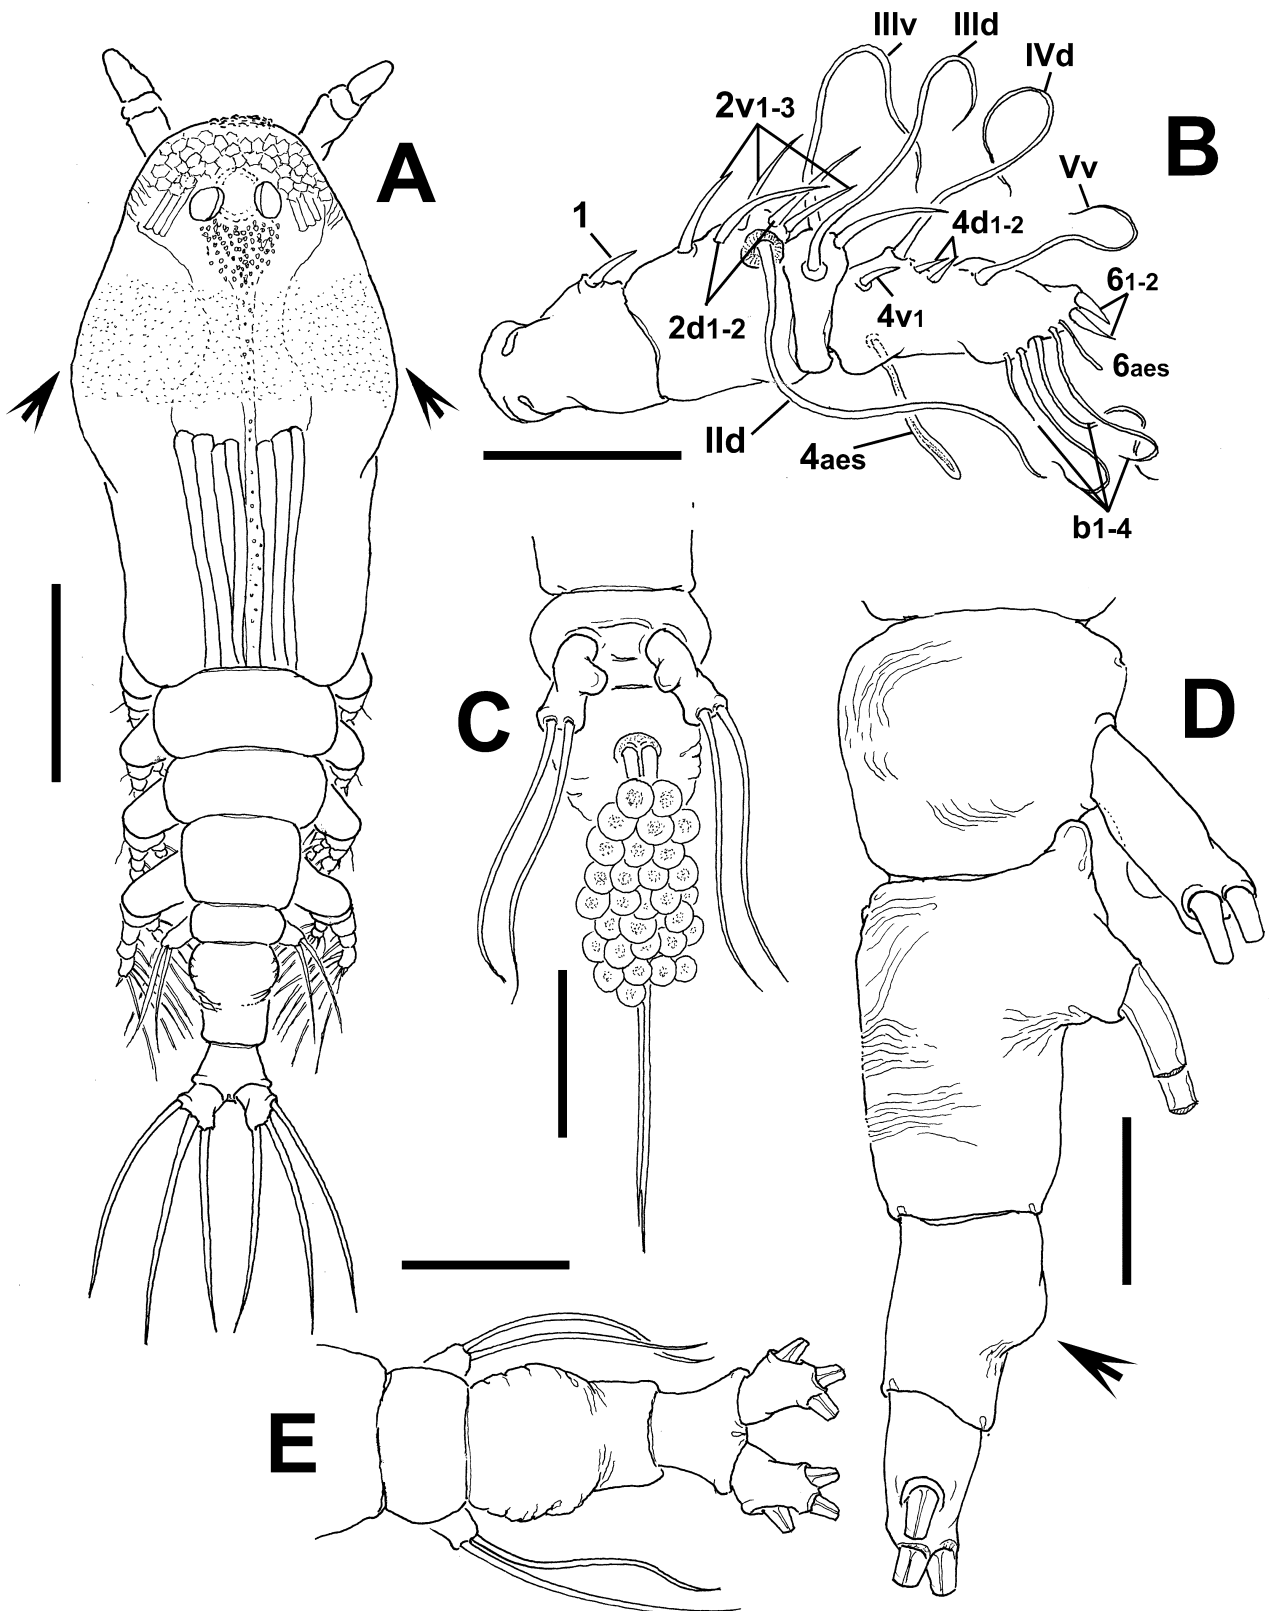 IIIv IIId
IVd
2v1-3
A
B
Vv
1
4d1-2
61-2
2d1-2
4v1
6aes
IId
4aes
b1-4
C
D
E